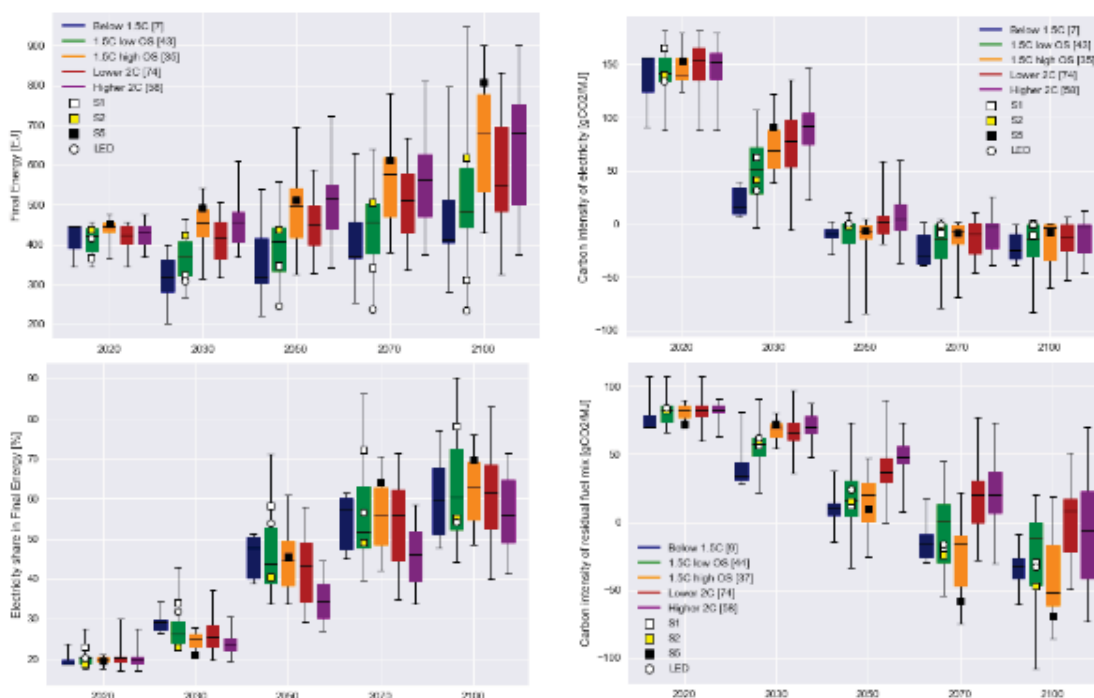 Final Energy [EJ]
900
800
700
600
500
400
300
200
Below 1.5C [7]
1.5C low OS [43]
1.5C high OS [35]
Lower 2C [74]
Higher 2C [58]
S1
S2
S5
LED
2020 2030 2050 2070 2100
Carbon intensity of electricity [gCO2/MJ]
150
100
50
0
−50
−100
Below 1.5C [7]
1.5C low OS [43]
1.5C high OS [35]
Lower 2C [74]
Higher 2C [58]
S1
S2
S5
LED
2020 2030 2050 2070 2100
Electricity share in Final Energy [%]
90
80
70
60
50
40
30
20
2020 2030 2050 2070 2100
Carbon intensity of residual fuel mix [gCO2/MJ]
100
50
0
−50
−100
Below 1.5C [9]
1.5C low OS [44]
1.5C high OS [37]
Lower 2C [74]
Higher 2C [58]
S1
S2
S5
LED
2020 2030 2050 2070 2100